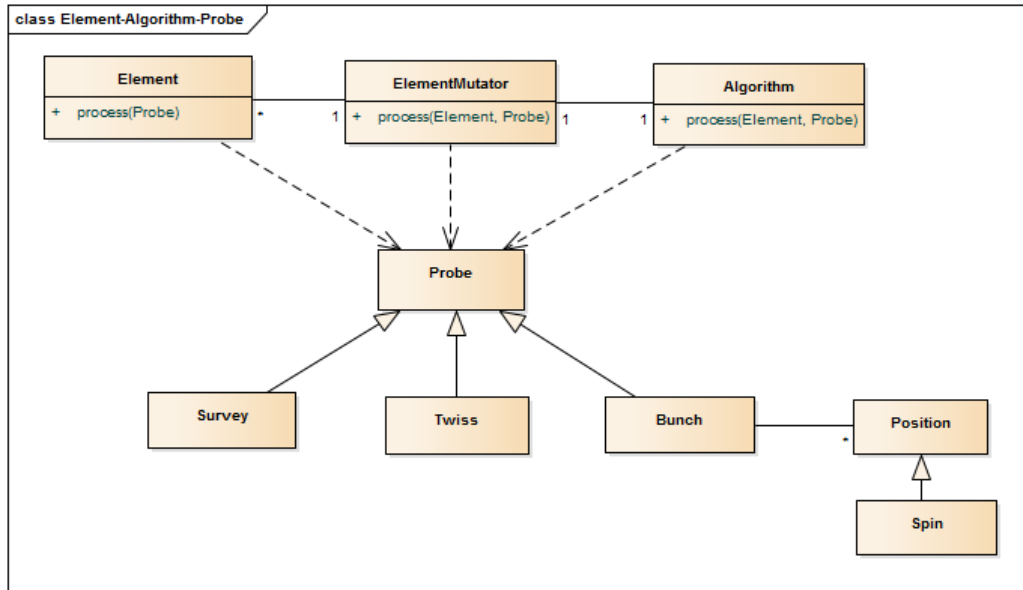 class Element-Algorithm-Probe
Element
+ process(Probe)
*
1
ElementMutator
+ process(Element, Probe)
1
1
Algorithm
+ process(Element, Probe)
Probe
Survey
Twiss
Bunch
*
Position
Spin